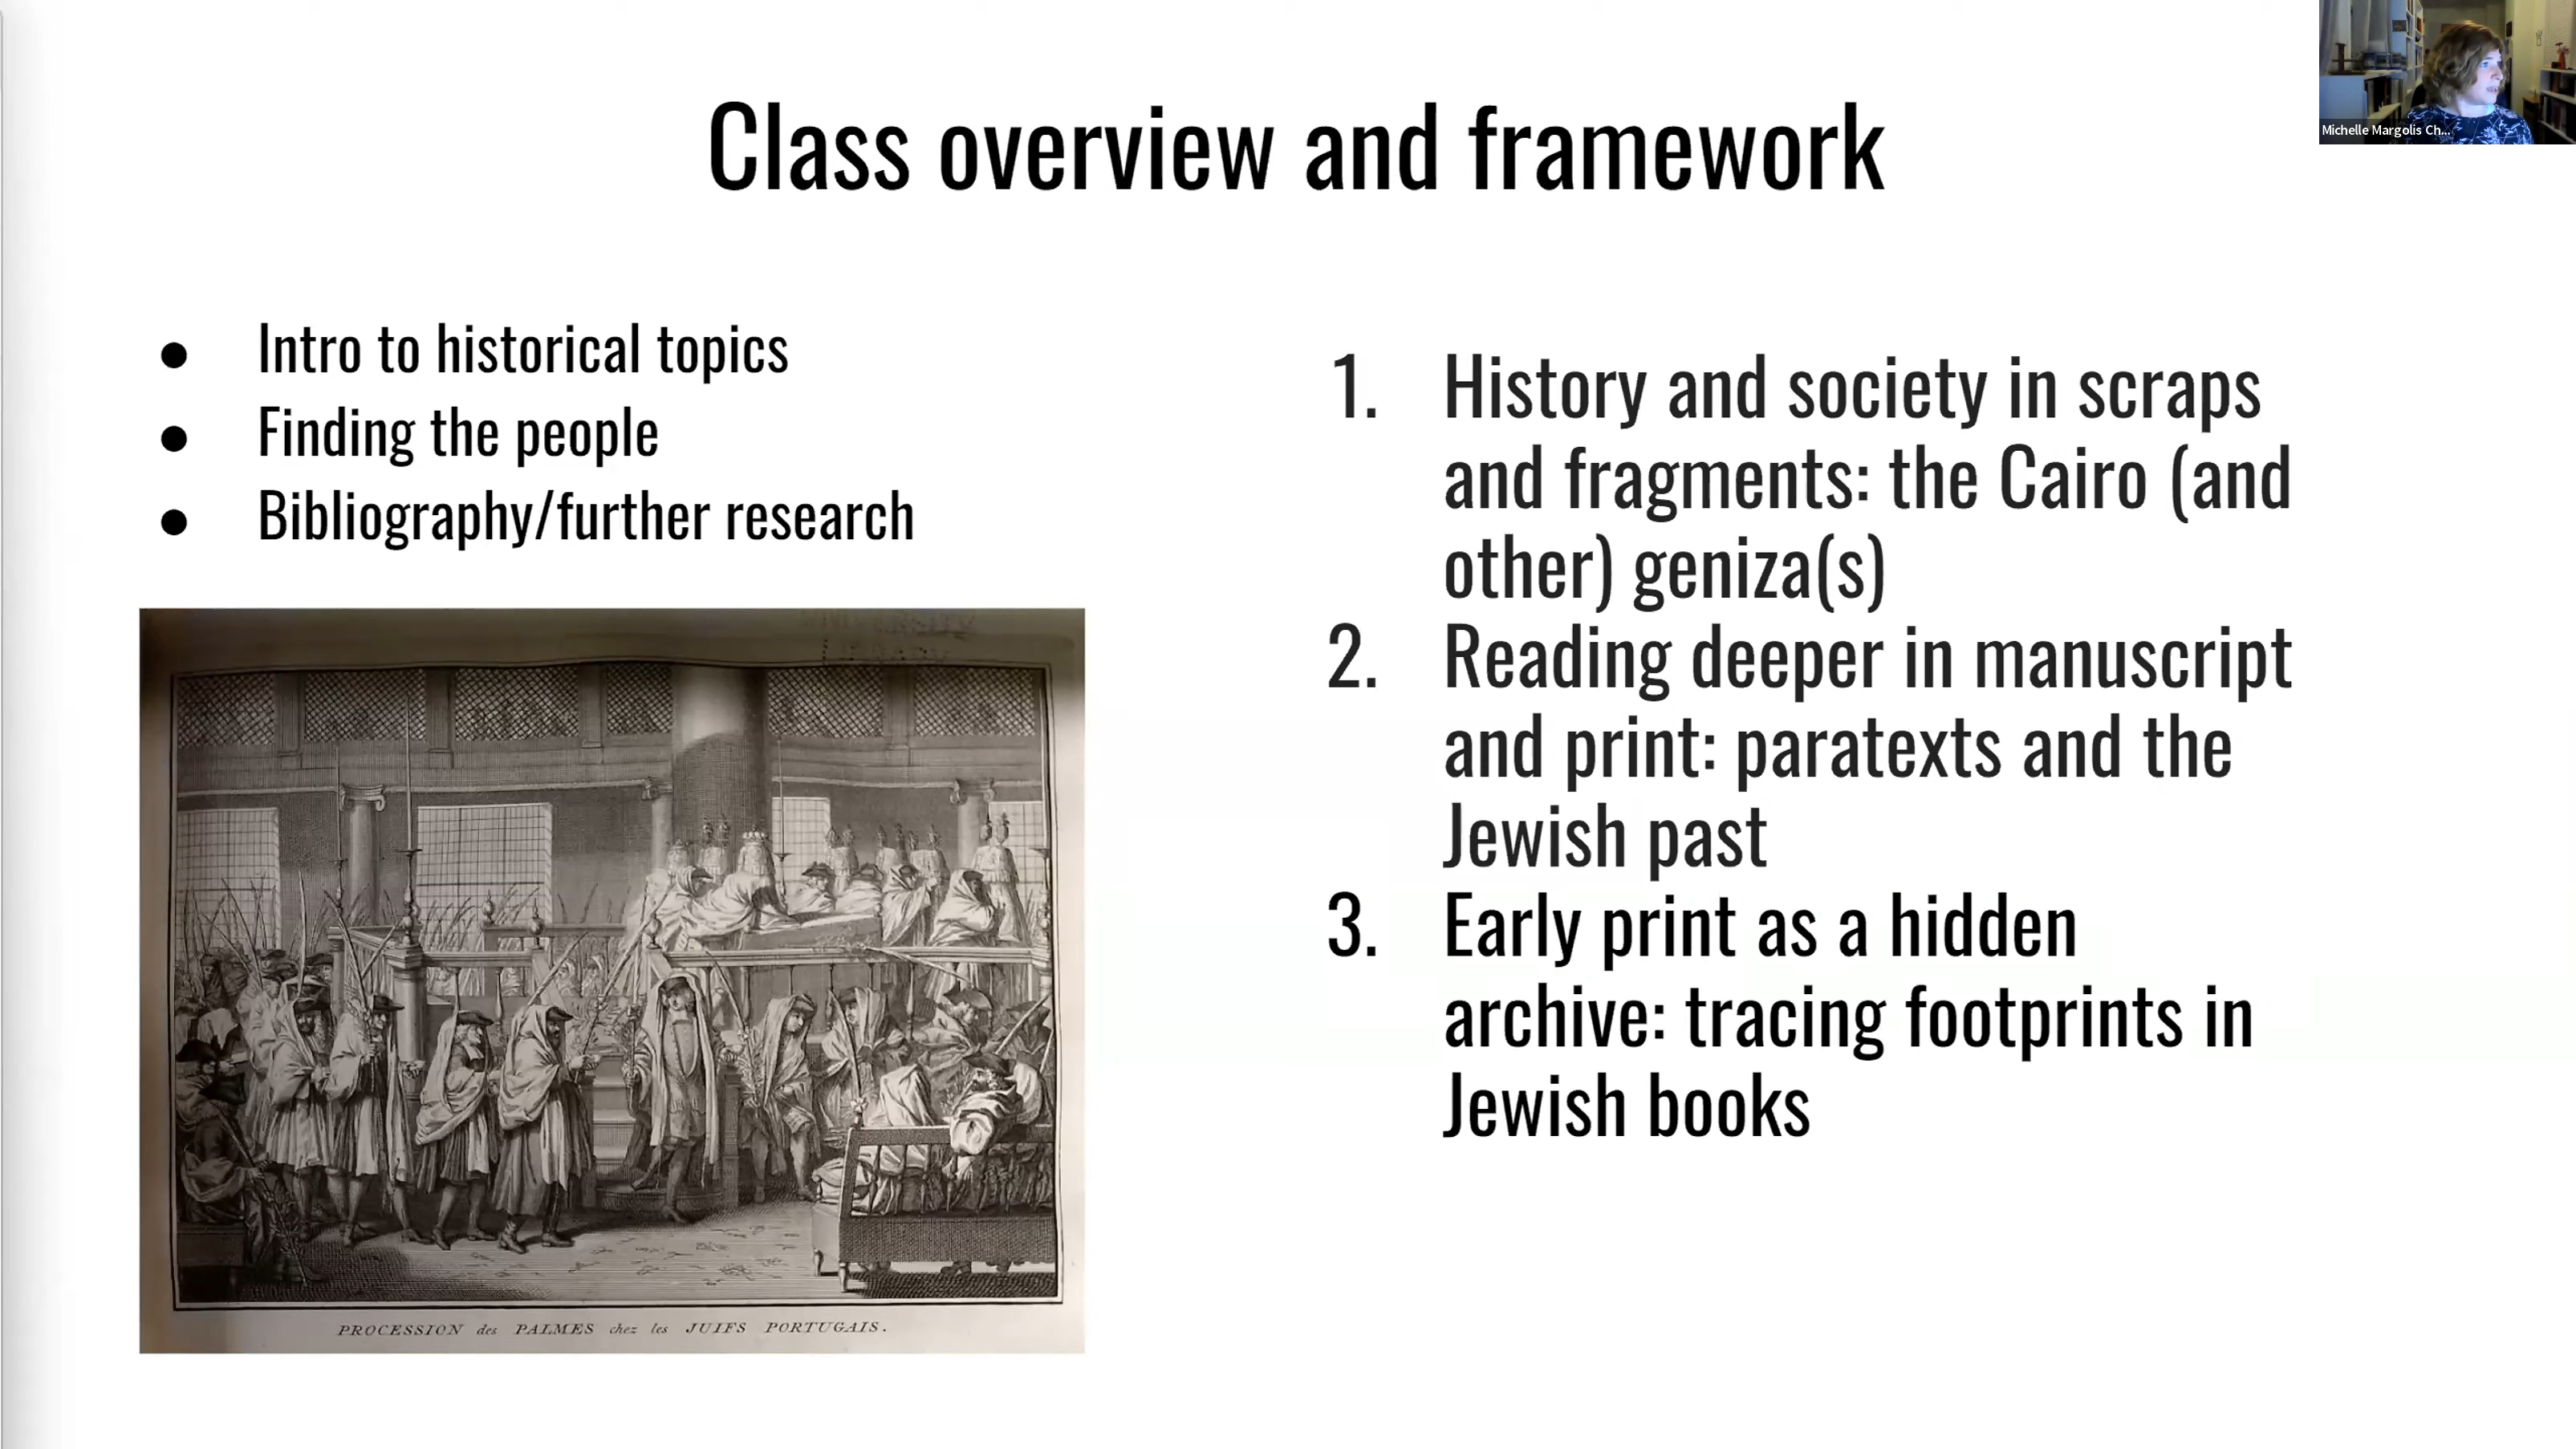 Class overview and framework
Michelle Margolis Ch...
● Intro to historical topics
● Finding the people
● Bibliography/further research
1. History and society in scraps
and fragments: the Cairo (and
other) geniza(s)
2. Reading deeper in manuscript
and print: paratexts and the
Jewish past
3. Early print as a hidden
archive: tracing footprints in
Jewish books
UNIVERSITY
LIBRARY
PROCESSION des PALMES chez les JUIFS PORTUGAIS.